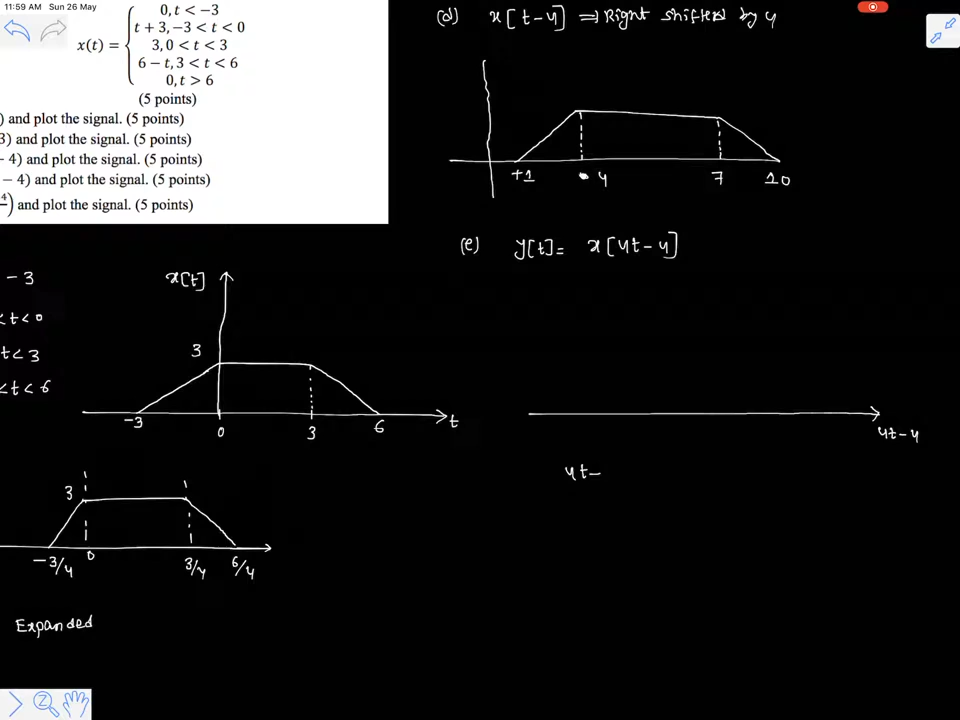 11:59 AM Sun 26 May
0, t < −3
t + 3, −3 < t < 0
x(t) = 3, 0 < t < 3
6 − t, 3 < t < 6
0, t > 6
(5 points)
) and plot the signal. (5 points)
3) and plot the signal. (5 points)
- 4) and plot the signal. (5 points)
− 4) and plot the signal. (5 points)
4) and plot the signal. (5 points)
(d) x[t-4] ⇒ Right shifted by 4
+1 4 7 10
(e) y[t] = x[4t-4]
-3
<t<0
t<3
<t<6
x[t]
3
-3 0 3 6 t
4t-4
4t-
3
-3/4 0 3/4 6/4
Expanded
Z